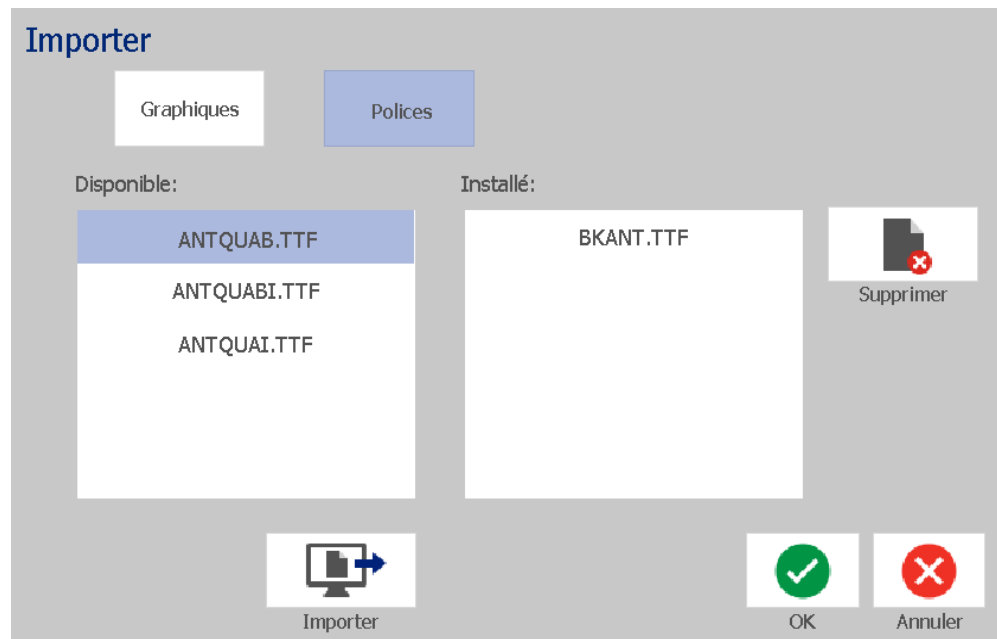 Importer
Graphiques
Polices
Disponible:
Installé:
ANTQUAB.TTF
ANTQUABI.TTF
ANTQUAI.TTF
BKANT.TTF
Supprimer
Importer
OK
Annuler